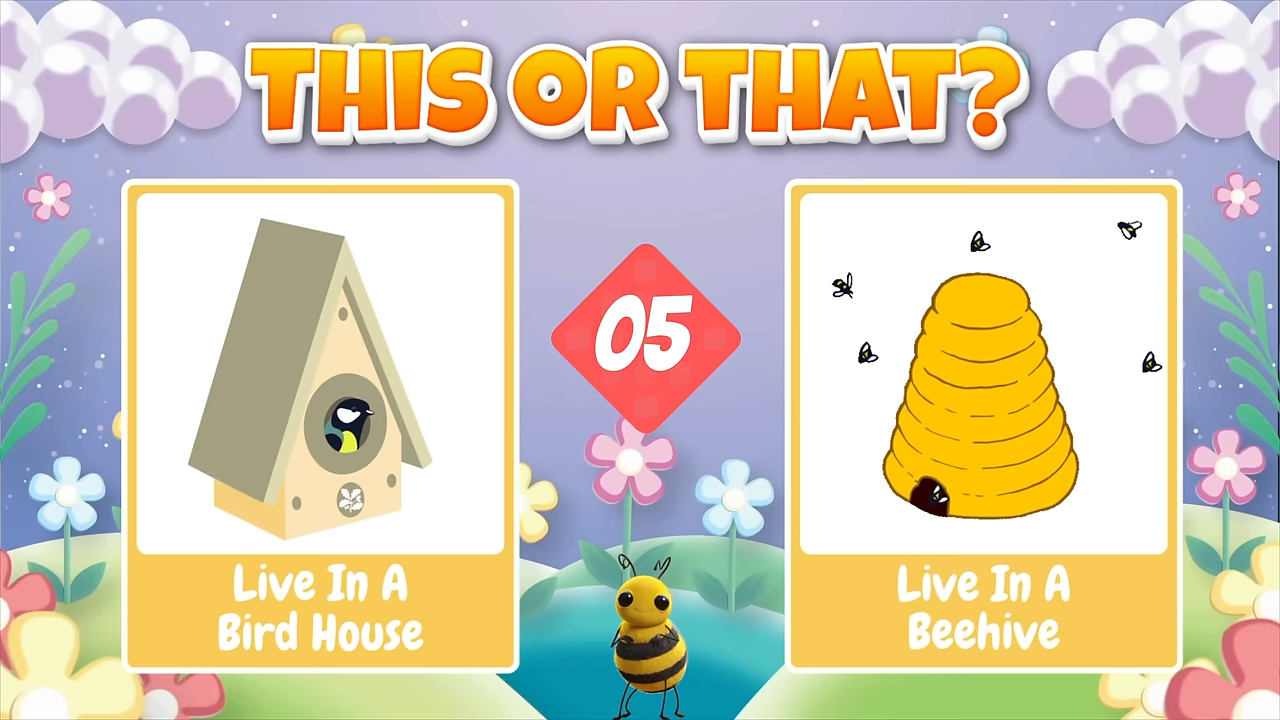 THIS OR THAT?
05
Live In A
Bird House
Live In A
Beehive